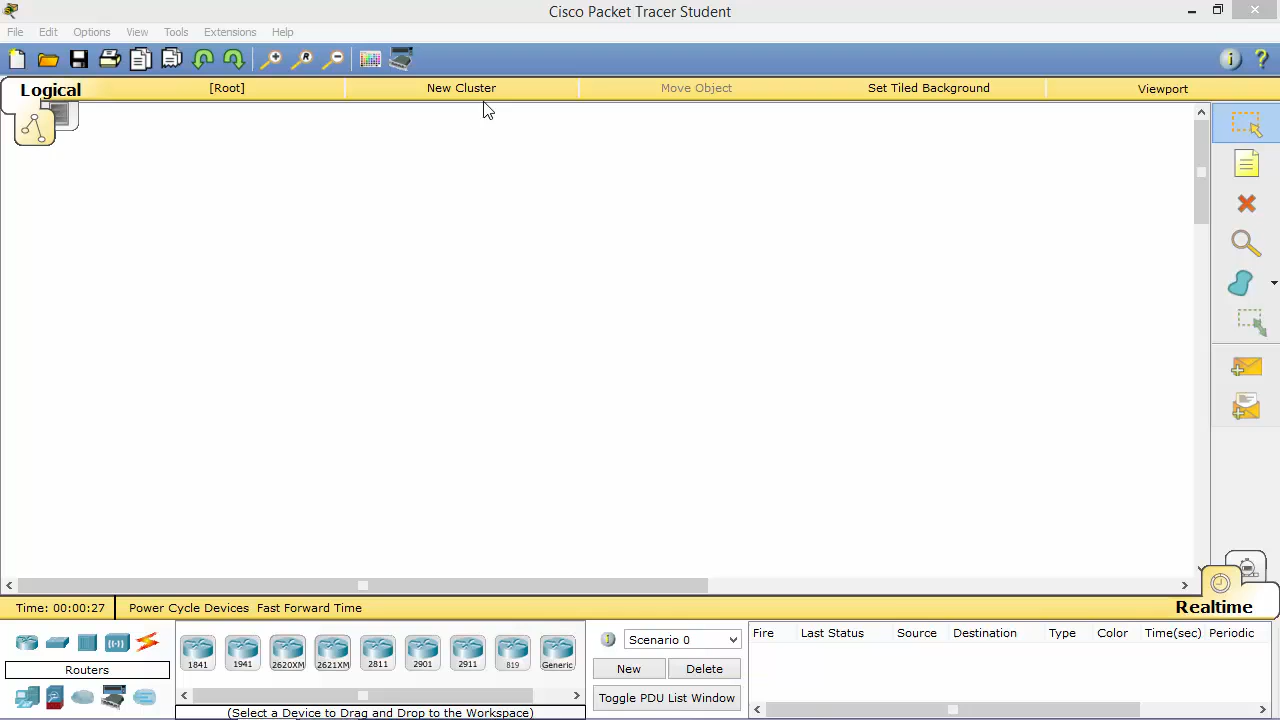 Cisco Packet Tracer Student
File Edit Options View Tools Extensions Help
Logical [Root] New Cluster Move Object Set Tiled Background Viewport
Time: 00:00:27 Power Cycle Devices Fast Forward Time Realtime
Routers
1841 1941 2620XM 2621XM 2811 2901 2911 819 Generic
(Select a Device to Drag and Drop to the Workspace)
Scenario 0
New Delete
Toggle PDU List Window
Fire Last Staus Source Destination Type Color Time(sec) Periodic